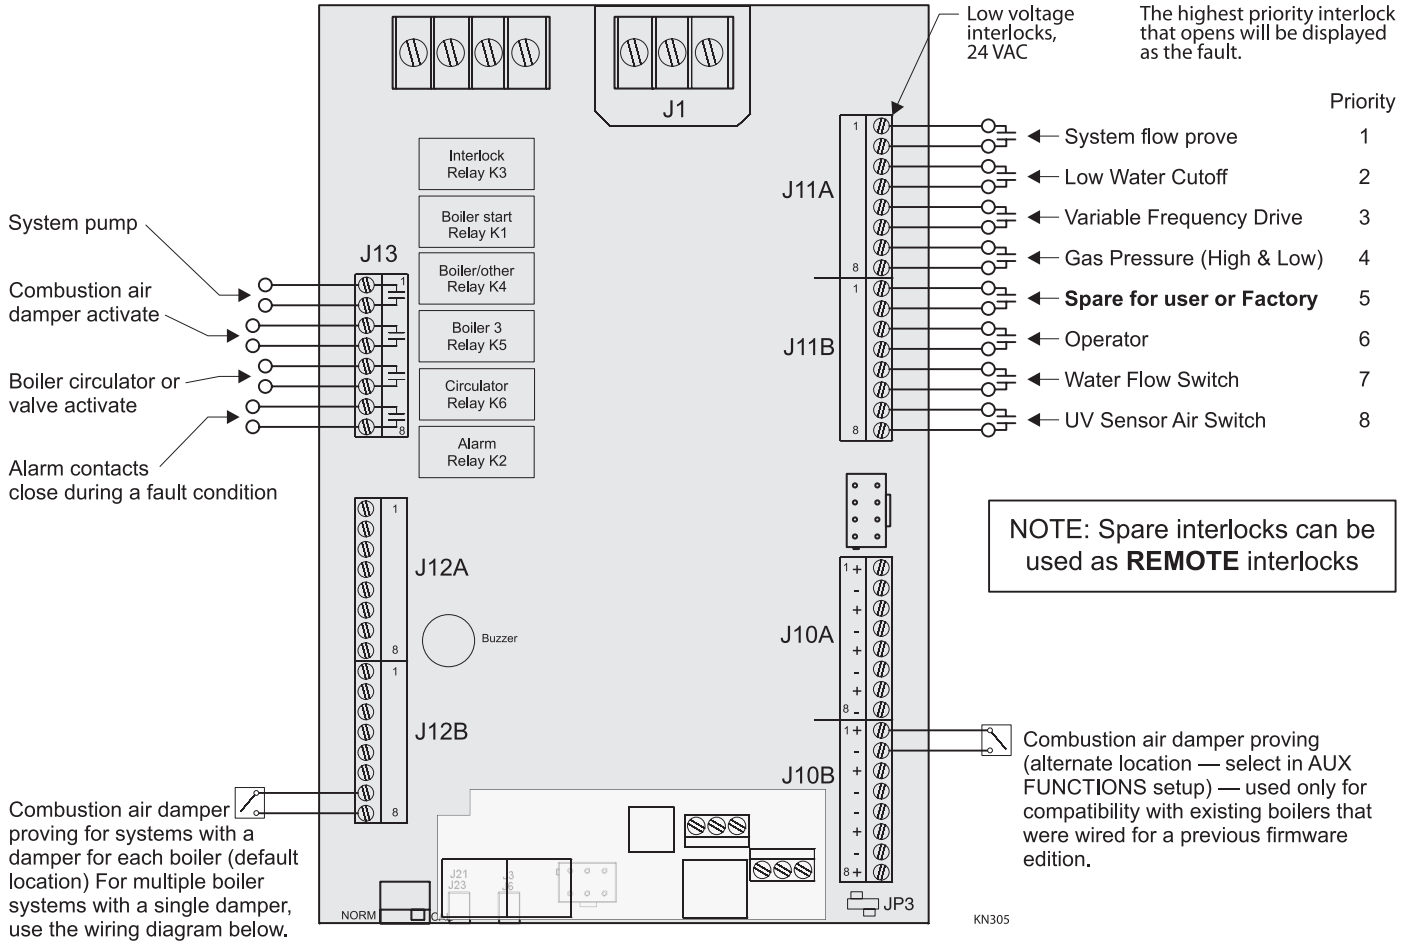 Low voltage
interlocks,
24 VAC
The highest priority interlock
that opens will be displayed
as the fault.
J1
Priority
Interlock
Relay K3
Boiler start
Relay K1
Boiler/other
Relay K4
Boiler 3
Relay K5
Circulator
Relay K6
Alarm
Relay K2
System pump
Combustion air
damper activate
Boiler circulator or
valve activate
Alarm contacts
close during a fault condition
J13
1
8
J11A
1
8
J11B
1
8
System flow prove 1
Low Water Cutoff 2
Variable Frequency Drive 3
Gas Pressure (High & Low) 4
Spare for user or Factory 5
Operator 6
Water Flow Switch 7
UV Sensor Air Switch 8
NOTE: Spare interlocks can be
used as REMOTE interlocks
J12A
1
8
Buzzer
J12B
1
8
J10A
1 +
-
+
-
+
-
+
8 -
J10B
1 +
-
+
-
-
+
-
8 +
Combustion air damper proving
(alternate location — select in AUX
FUNCTIONS setup) — used only for
compatibility with existing boilers that
were wired for a previous firmware
edition.
Combustion air damper
proving for systems with a
damper for each boiler (default
location) For multiple boiler
systems with a single damper,
use the wiring diagram below.
J21
J23
NORM
JP3
KN305